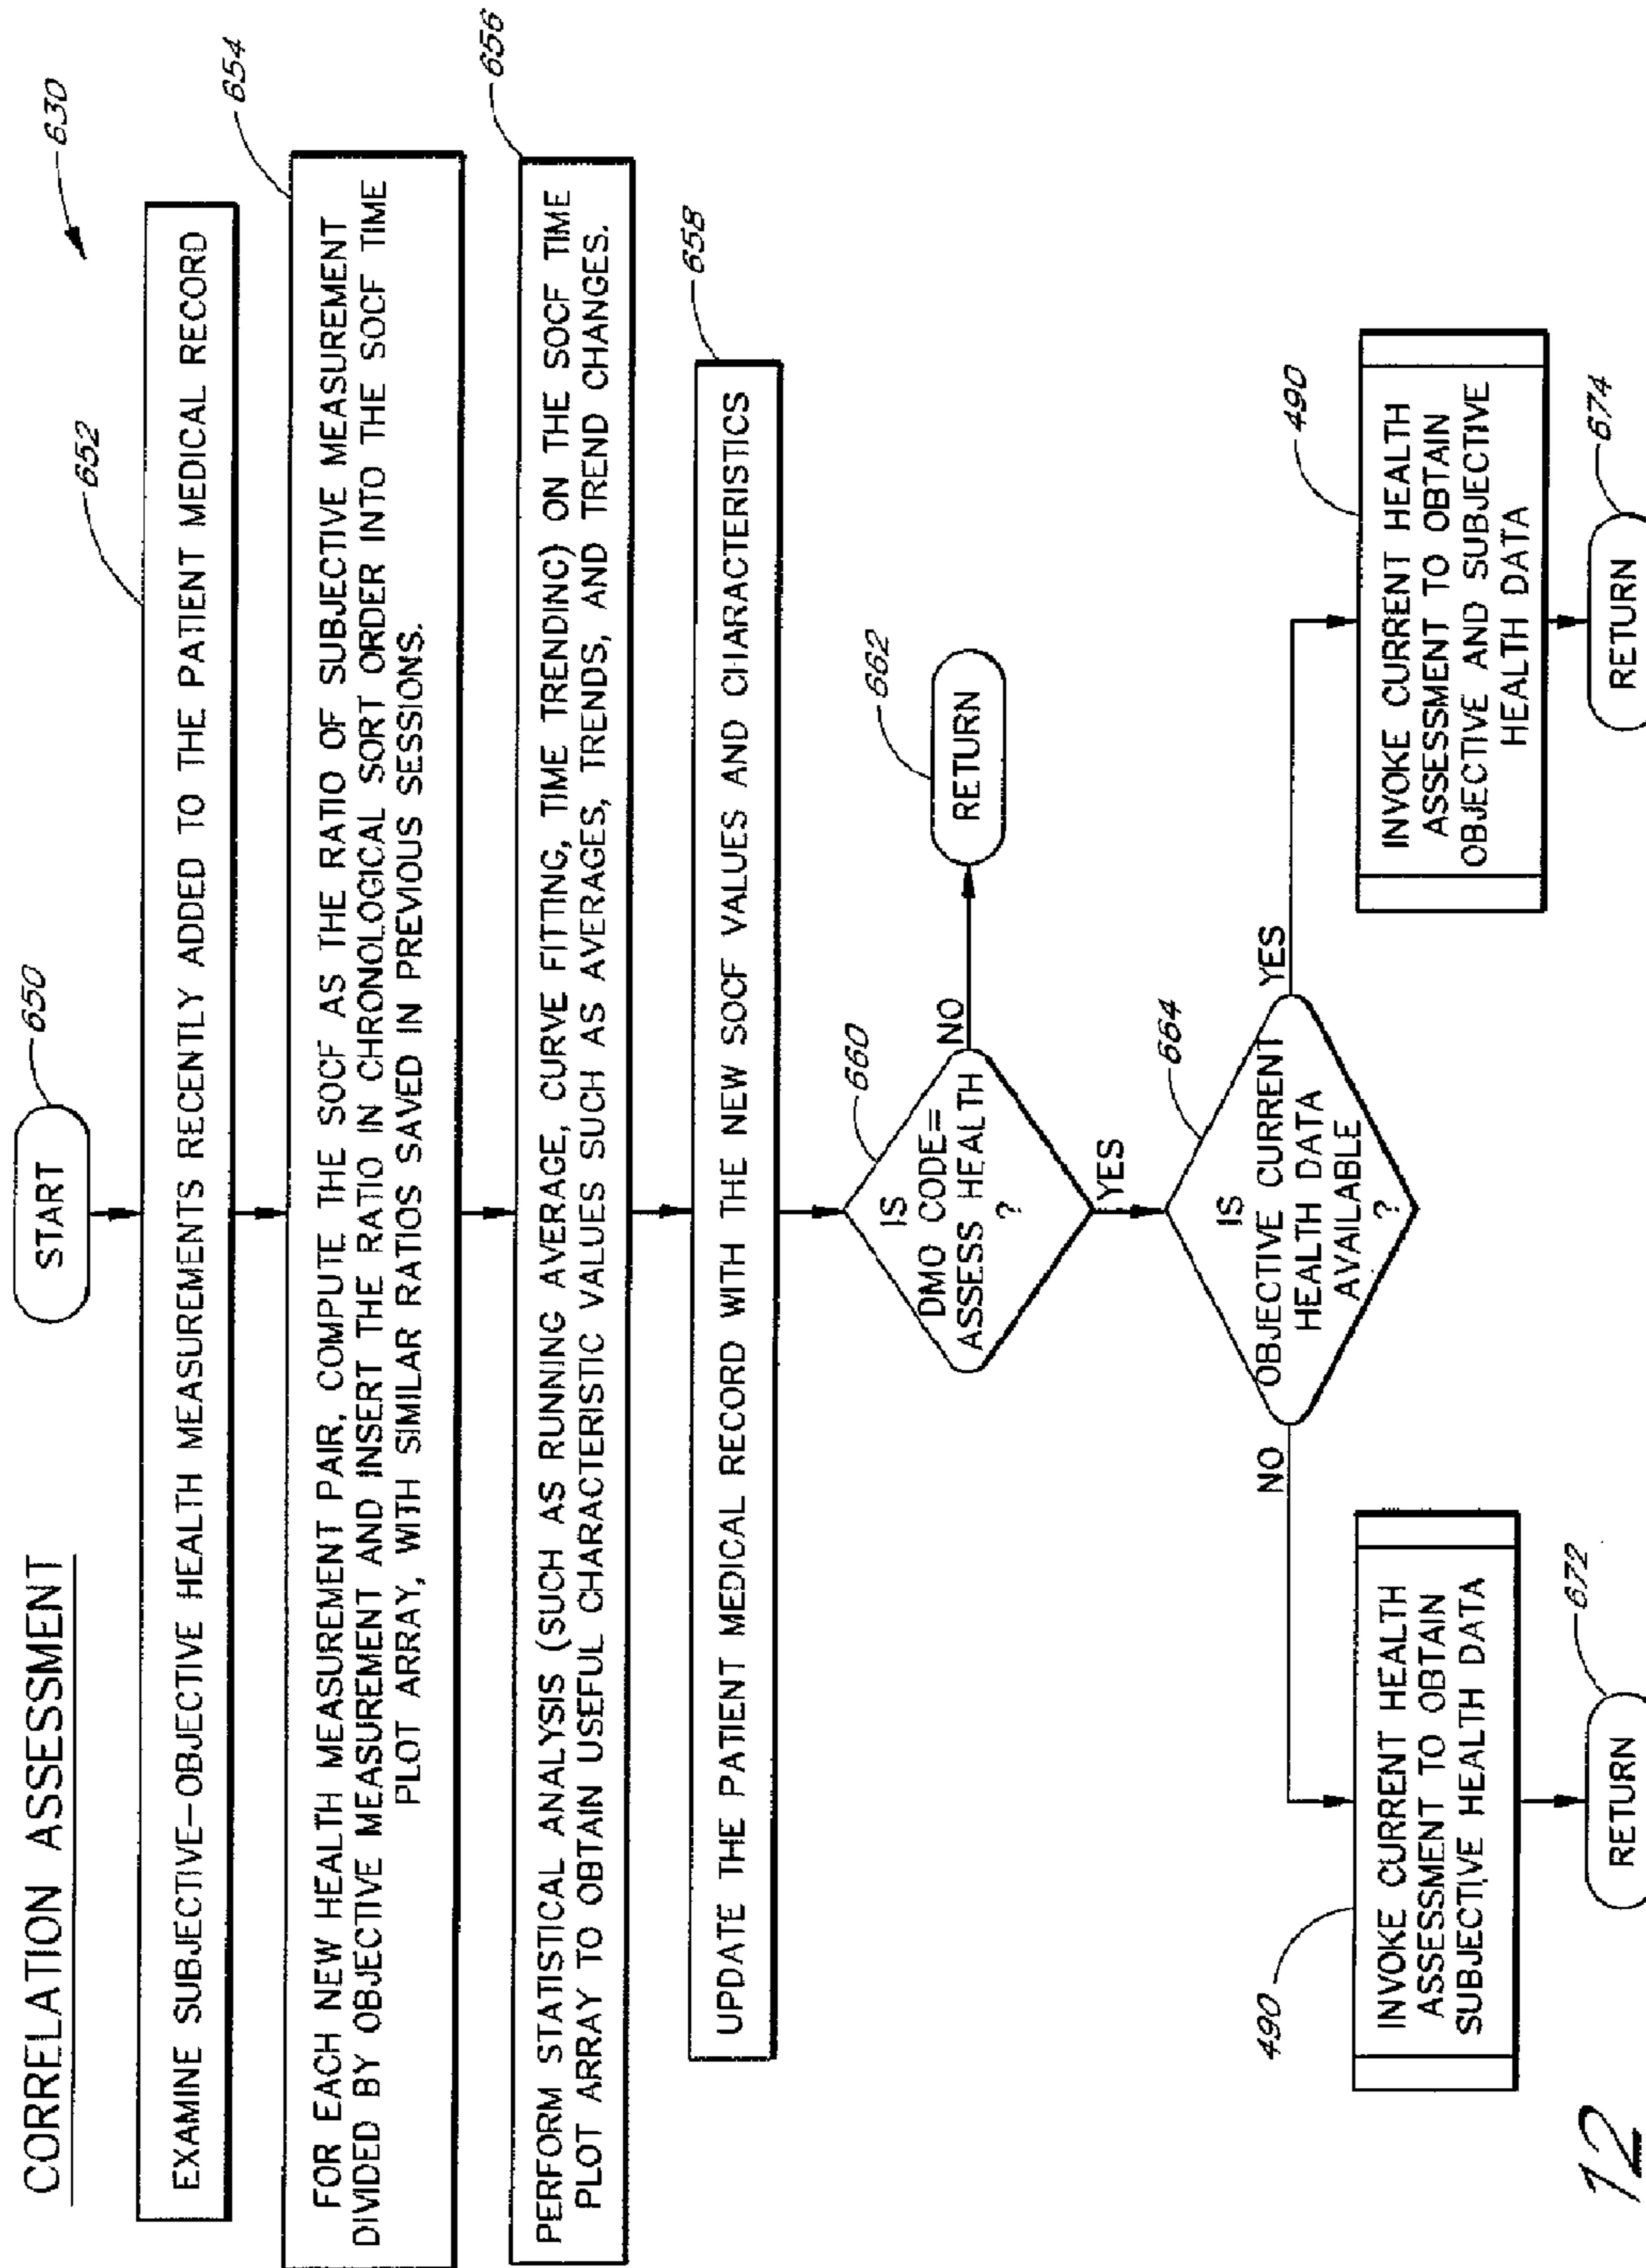 CORRELATION ASSESSMENT
630
START
650
EXAMINE SUBJECTIVE-OBJECTIVE HEALTH MEASUREMENTS RECENTLY ADDED TO THE PATIENT MEDICAL RECORD
652
FOR EACH NEW HEALTH MEASUREMENT PAIR, COMPUTE THE SOCF AS THE RATIO OF SUBJECTIVE MEASUREMENT
DIVIDED BY OBJECTIVE MEASUREMENT AND INSERT THE RATIO IN CHRONOLOGICAL SORT ORDER INTO THE SOCF TIME
PLOT ARRAY, WITH SIMILAR RATIOS SAVED IN PREVIOUS SESSIONS.
654
PERFORM STATISTICAL ANALYSIS (SUCH AS RUNNING AVERAGE, CURVE FITTING, TIME TRENDING) ON THE SOCF TIME
PLOT ARRAY TO OBTAIN USEFUL CHARACTERISTIC VALUES SUCH AS AVERAGES, TRENDS, AND TREND CHANGES.
656
UPDATE THE PATIENT MEDICAL RECORD WITH THE NEW SOCF VALUES AND CHARACTERISTICS
658
IS
DMO CODE=
ASSESS HEALTH
?
660
NO
RETURN
662
YES
IS
OBJECTIVE CURRENT
HEALTH DATA
AVAILABLE
?
664
NO
YES
INVOKE CURRENT HEALTH
ASSESSMENT TO OBTAIN
SUBJECTIVE HEALTH DATA
490
RETURN
672
INVOKE CURRENT HEALTH
ASSESSMENT TO OBTAIN
OBJECTIVE AND SUBJECTIVE
HEALTH DATA
490
RETURN
674
12